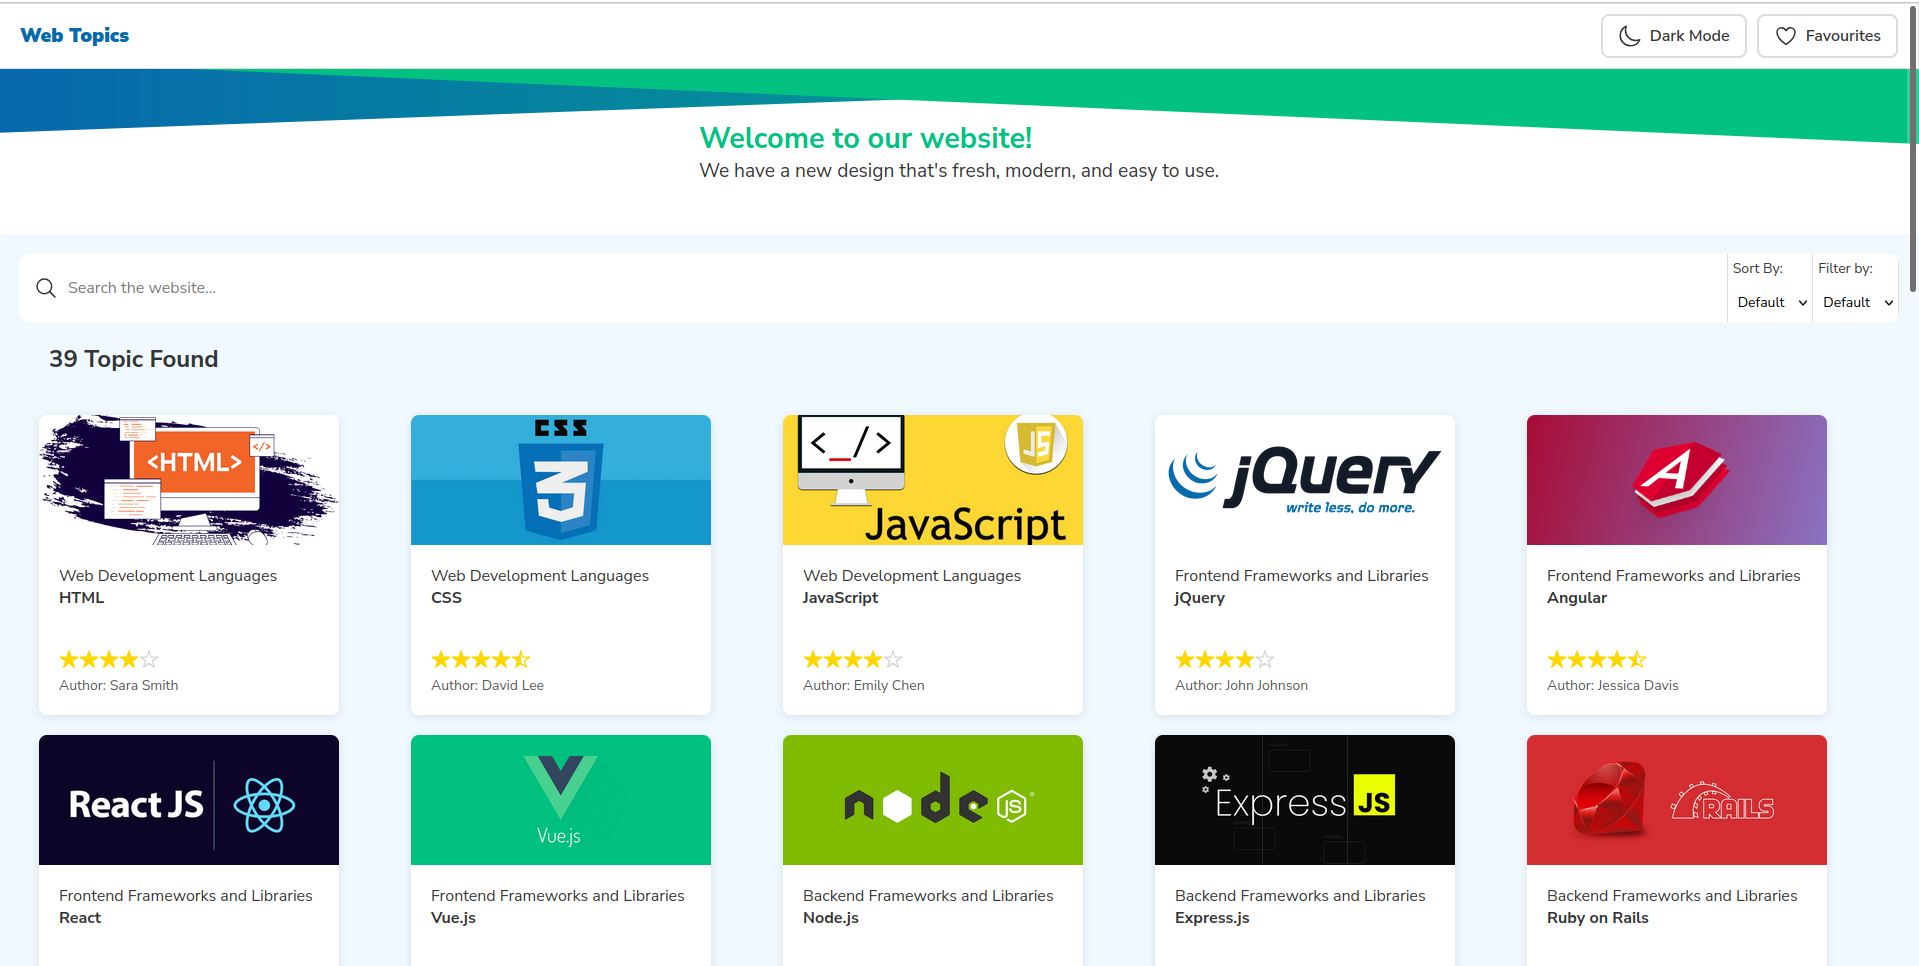 Web Topics
Dark Mode
Favourites
Welcome to our website!
We have a new design that's fresh, modern, and easy to use.
Search the website...
Sort By:
Default
Filter by:
Default
39 Topic Found
<HTML>
</>
Web Development Languages
HTML
Author: Sara Smith
CSS
3
Web Development Languages
CSS
Author: David Lee
<_/>
JS
JavaScript
Web Development Languages
JavaScript
Author: Emily Chen
jQuery
write less, do more.
Frontend Frameworks and Libraries
jQuery
Author: John Johnson
A
Frontend Frameworks and Libraries
Angular
Author: Jessica Davis
React JS
Frontend Frameworks and Libraries
React
Vue.js
Frontend Frameworks and Libraries
Vue.js
node JS ®
Backend Frameworks and Libraries
Node.js
Express JS
Backend Frameworks and Libraries
Express.js
RAILS
Backend Frameworks and Libraries
Ruby on Rails